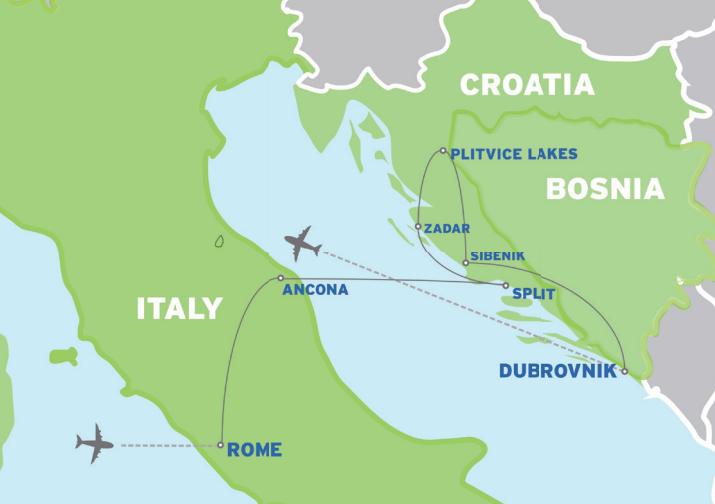 CROATIA
PLITVICE LAKES
BOSNIA
ZADAR
SIBENIK
ANCONA
SPLIT
ITALY
DUBROVNIK
ROME